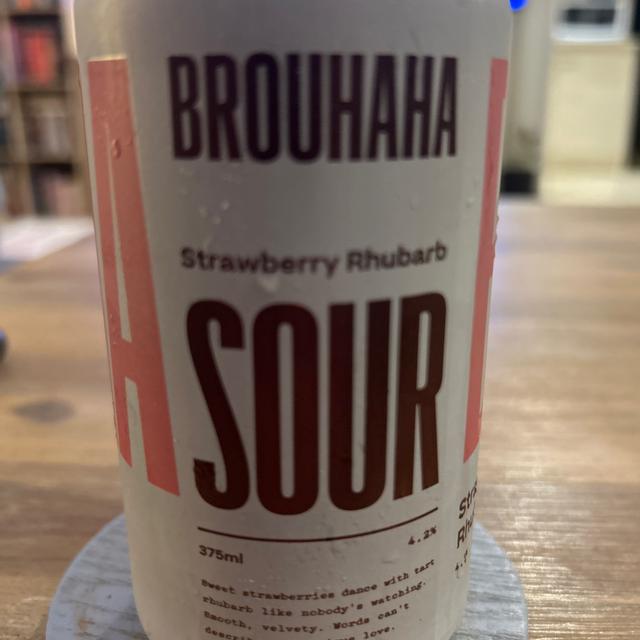 BROUHAHA
Strawberry Rhubarb
SOUR
375ml
4.2%
Sweet strawberries dance with tart
rhubarb like nobody's watching.
Smooth, velvety. Words can't
love.
A